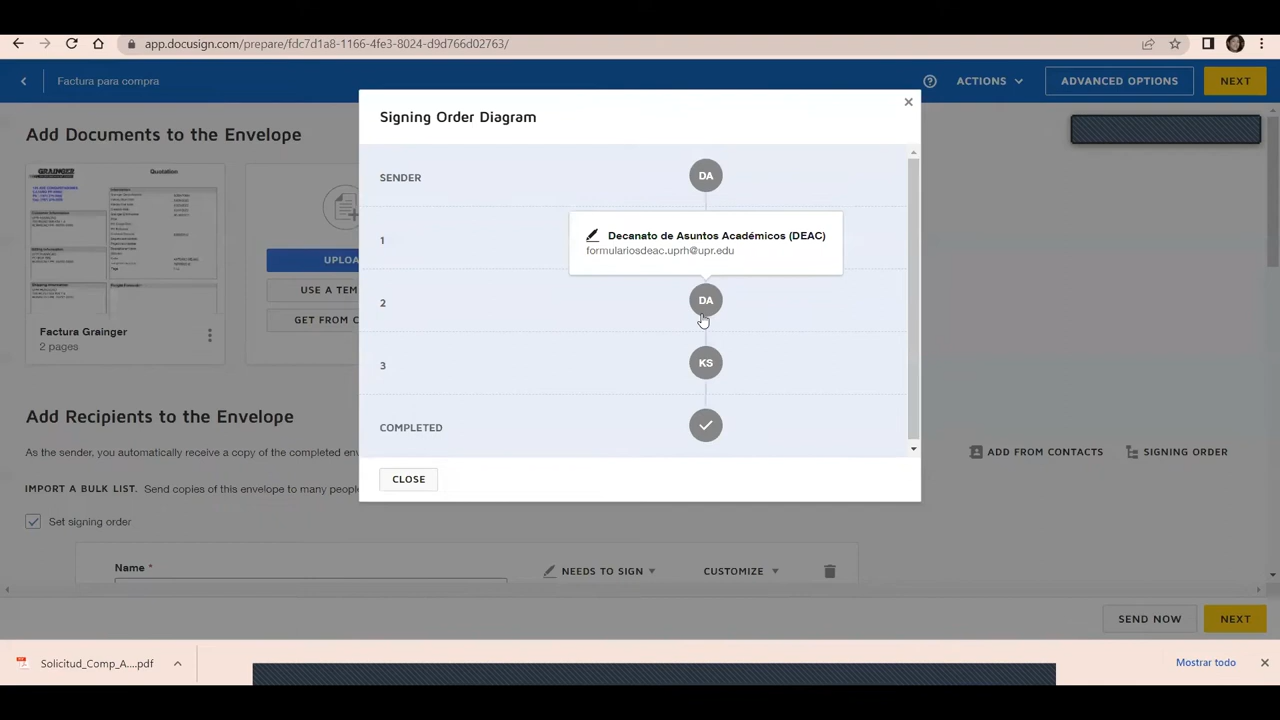 app.docusign.com/prepare/fdc7d1a8-1166-4fe3-8024-d9d766d02763/
Factura para compra
ACTIONS
ADVANCED OPTIONS
NEXT
Add Documents to the Envelope
GRAINGER
Quotation
UPLOA
USE A TEM
GET FROM C
Factura Grainger
2 pages
Signing Order Diagram
SENDER
DA
1
Decanato de Asuntos Académicos (DEAC)
formulariosdeac.uprh@upr.edu
2
DA
3
KS
COMPLETED
CLOSE
Add Recipients to the Envelope
As the sender, you automatically receive a copy of the completed env
ADD FROM CONTACTS
SIGNING ORDER
IMPORT A BULK LIST. Send copies of this envelope to many people
Set signing order
Name *
NEEDS TO SIGN
CUSTOMIZE
SEND NOW
NEXT
Solicitud_Comp_A....pdf
Mostrar todo